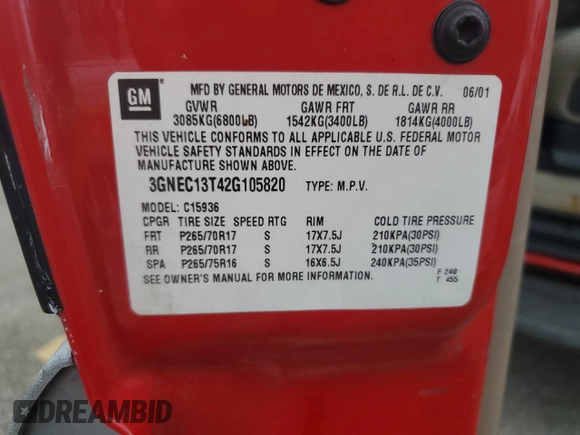 GM
MFD BY GENERAL MOTORS DE MEXICO, S. DE R.L. DE C.V. 06/01
GVWR GAWR FRT GAWR RR
3085KG(6800LB) 1542KG(3400LB) 1814KG(4000LB)
THIS VEHICLE CONFORMS TO ALL APPLICABLE U.S. FEDERAL MOTOR
VEHICLE SAFETY STANDARDS IN EFFECT ON THE DATE OF
MANUFACTURE SHOWN ABOVE.
3GNEC13T42G105820 TYPE: M.P.V.
MODEL: C15936
CPGR TIRE SIZE SPEED RTG RIM COLD TIRE PRESSURE
FRT P265/70R17 S 17X7.5J 210KPA(30PSI)
RR P265/70R17 S 17X7.5J 210KPA(30PSI)
SPA P265/75R16 S 16X6.5J 240KPA(35PSI)
SEE OWNER'S MANUAL FOR MORE INFORMATION.
F 240
T 455
DREAMBID